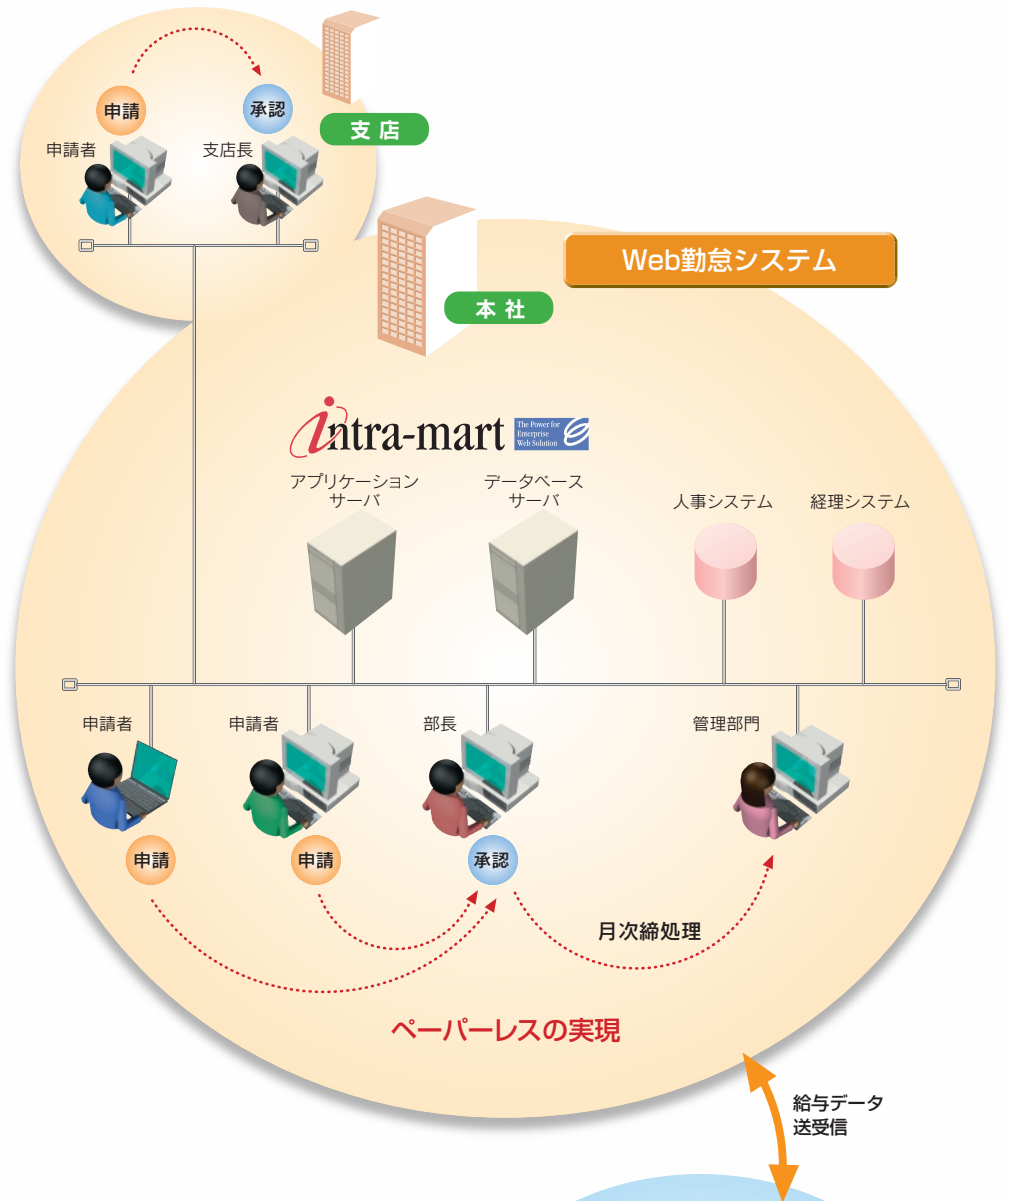 申請
承認
支店
申請者
支店長
Web勤怠システム
本社
intra-mart
The Power for
Enterprise
Web Solution
アプリケーション
サーバ
データベース
サーバ
人事システム
経理システム
申請者
申請者
部長
管理部門
申請
申請
承認
月次締処理
ペーパーレスの実現
給与データ
送受信